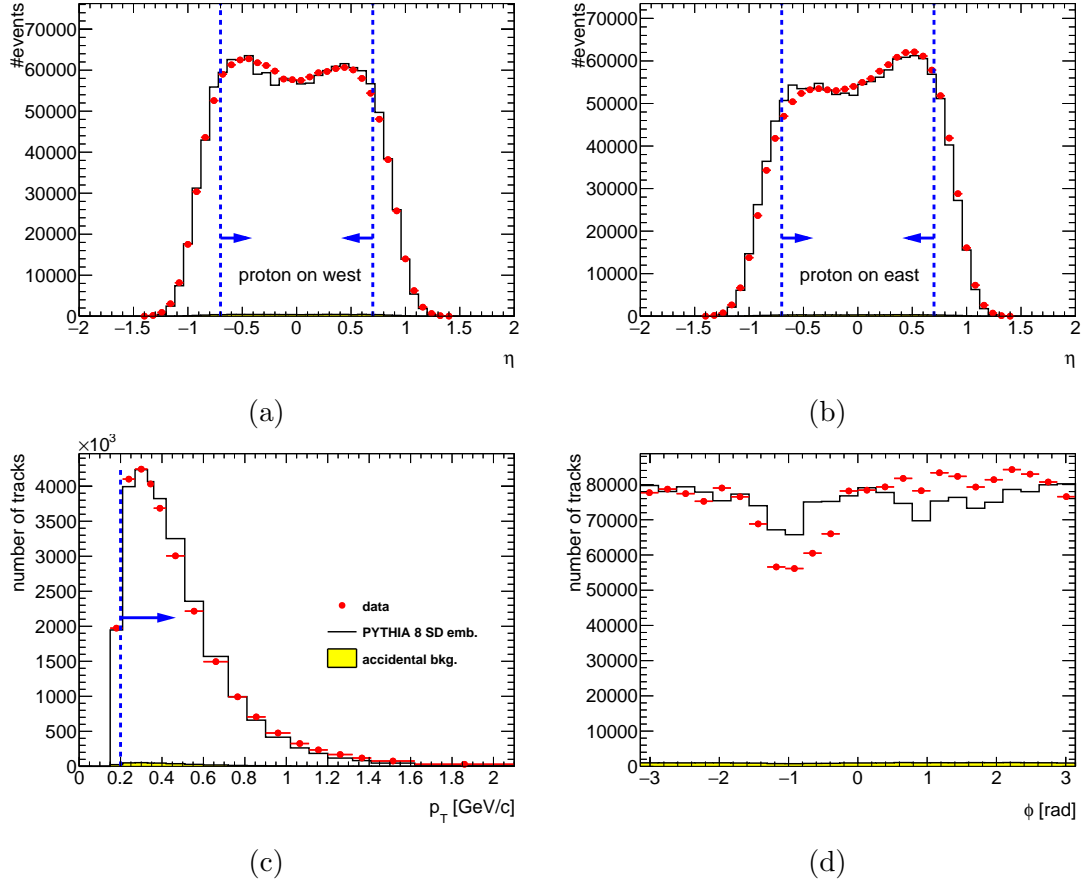 #events
70000
60000
50000
40000
30000
20000
10000
0
proton on west
−2 −1.5 −1 −0.5 0 0.5 1 1.5 2
η
(a)
#events
70000
60000
50000
40000
30000
20000
10000
0
proton on east
−2 −1.5 −1 −0.5 0 0.5 1 1.5 2
η
(b)
×10³
number of tracks
4000
3500
3000
2500
2000
1500
1000
500
0
data
PYTHIA 8 SD emb.
accidental bkg.
0 0.2 0.4 0.6 0.8 1 1.2 1.4 1.6 1.8 2
p_T [GeV/c]
(c)
number of tracks
80000
70000
60000
50000
40000
30000
20000
10000
0
−3 −2 −1 0 1 2 3
ϕ [rad]
(d)